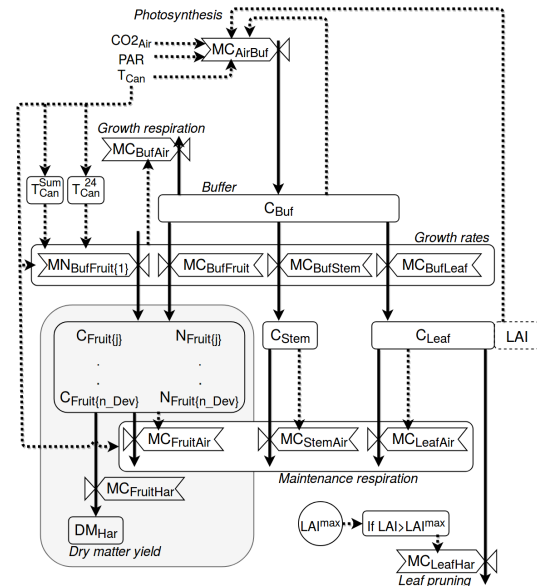 Photosynthesis
CO2Air
PAR
TCan
MCAirBuf
Growth respiration
MCBufAir
TCanSum
TCan24
Buffer
CBuf
Growth rates
MNBufFruit{1}
MCBufFruit
MCBufStem
MCBufLeaf
CFruit{j}
NFruit{j}
.
.
.
.
CFruit{n_Dev}
NFruit{n_Dev}
CStem
CLeaf
LAI
MCFruitAir
MCStemAir
MCLeafAir
Maintenance respiration
MCFruitHar
DMHar
Dry matter yield
LAImax
If LAI>LAImax
MCLeafHar
Leaf pruning